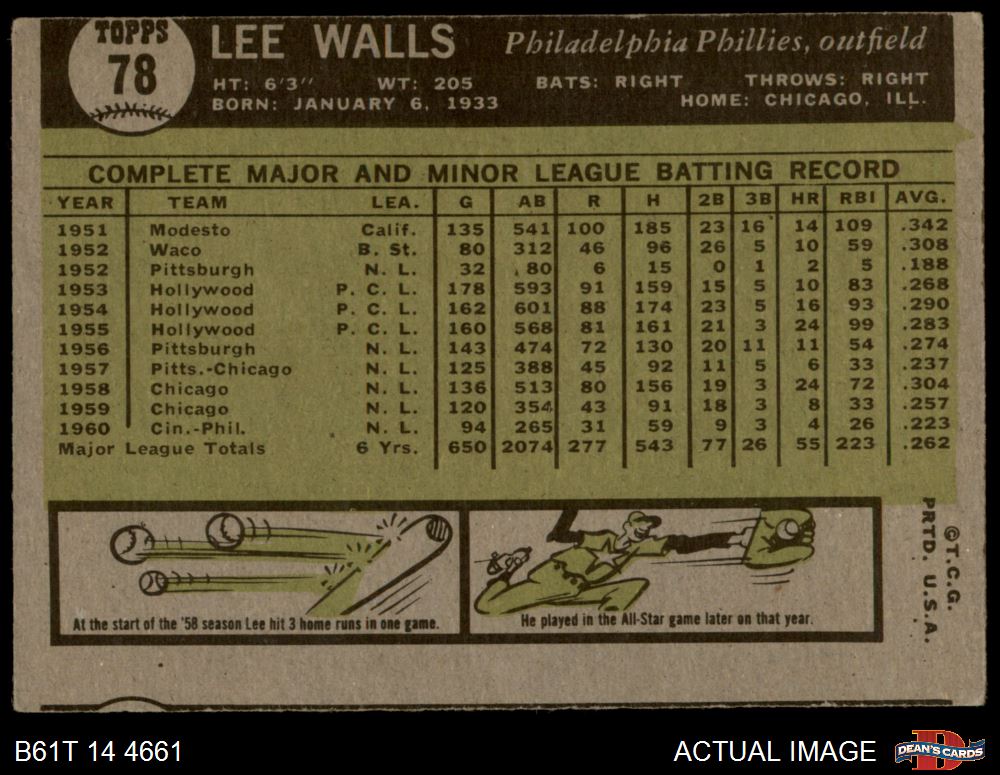 TOPPS
78
LEE WALLS Philadelphia Phillies, outfield
HT: 6'3" WT: 205 BATS: RIGHT THROWS: RIGHT
BORN: JANUARY 6, 1933 HOME: CHICAGO, ILL.
COMPLETE MAJOR AND MINOR LEAGUE BATTING RECORD
YEAR TEAM LEA. G AB R H 2B 3B HR RBI AVG.
1951 Modesto Calif. 135 541 100 185 23 16 14 109 .342
1952 Waco B. St. 80 312 46 96 26 5 10 59 .308
1952 Pittsburgh N. L. 32 80 6 15 0 1 2 5 .188
1953 Hollywood P. C. L. 178 593 91 159 15 5 10 83 .268
1954 Hollywood P. C. L. 162 601 88 174 23 5 16 93 .290
1955 Hollywood P. C. L. 160 568 81 161 21 3 24 99 .283
1956 Pittsburgh N. L. 143 474 72 130 20 11 11 54 .274
1957 Pitts.-Chicago N. L. 125 388 45 92 11 5 6 33 .237
1958 Chicago N. L. 136 513 80 156 19 3 24 72 .304
1959 Chicago N. L. 120 354 43 91 18 3 8 33 .257
1960 Cin.-Phil. N. L. 94 265 31 59 9 3 4 26 .223
Major League Totals 6 Yrs. 650 2074 277 543 77 26 55 223 .262
At the start of the '58 season Lee hit 3 home runs in one game.
He played in the All-Star game later on that year.
©T.C.G.
PRTD. U.S.A.
B61T 14 4661 ACTUAL IMAGE
D
DEAN'S CARDS